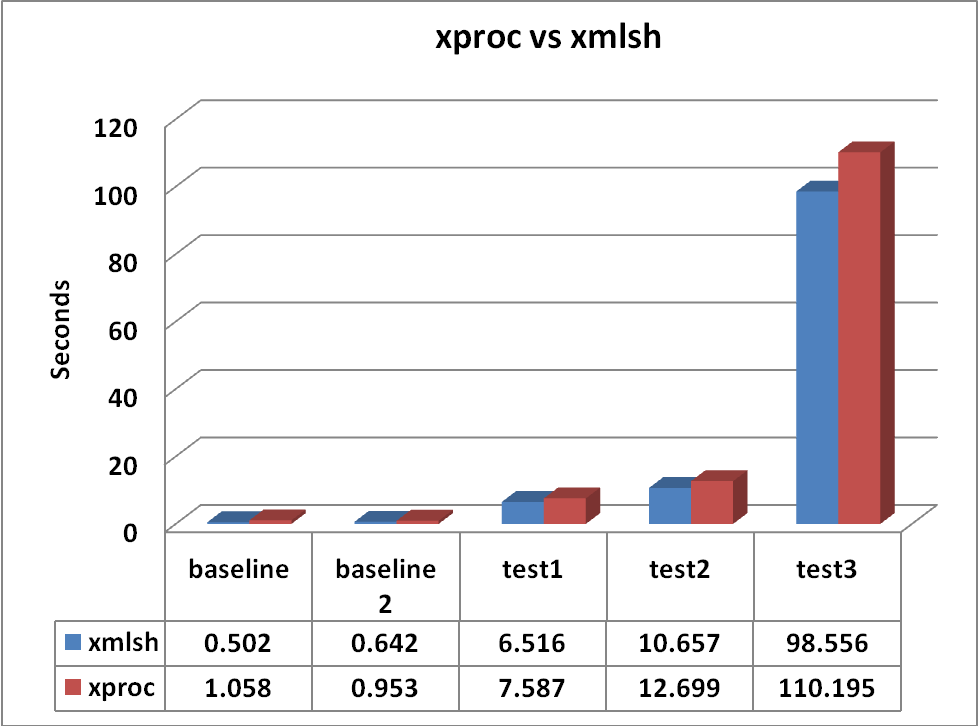 xproc vs xmlsh
120
100
80
60
40
20
0
Seconds
baseline baseline test1 test2 test3
2
xmlsh 0.502 0.642 6.516 10.657 98.556
xproc 1.058 0.953 7.587 12.699 110.195